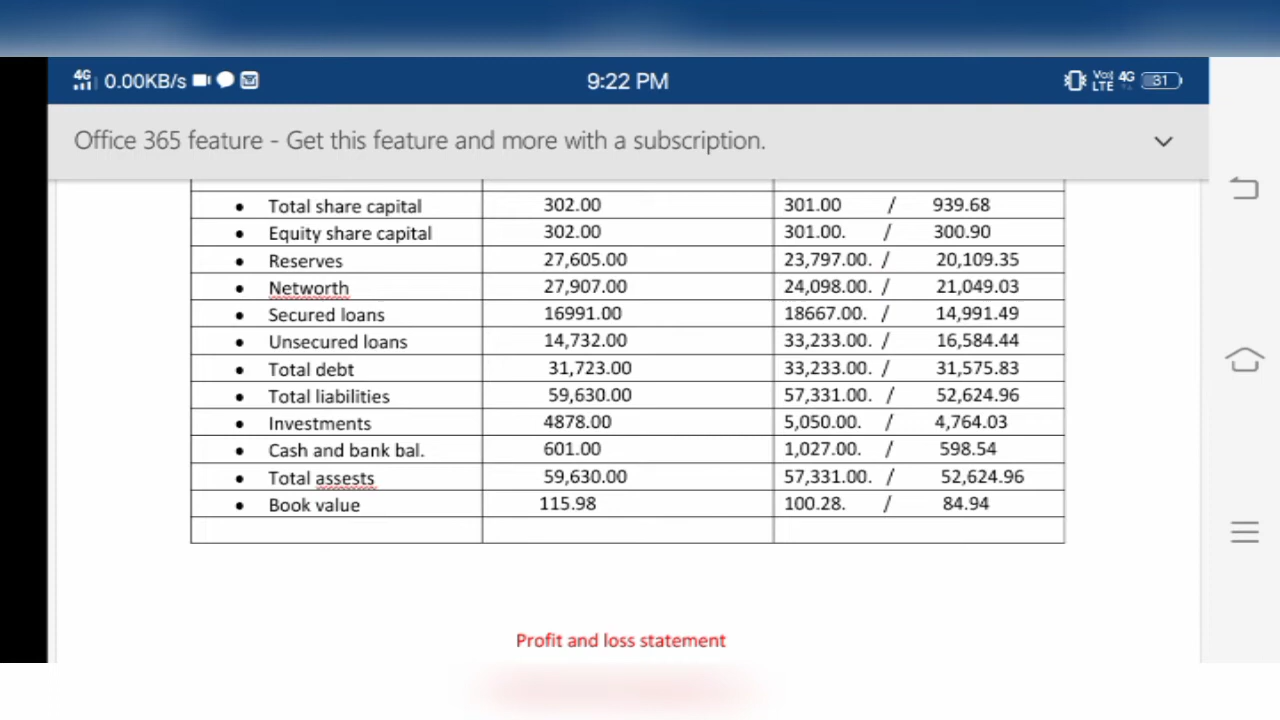 4G 0.00KB/s 9:22 PM Vo) LTE 4G 31
Office 365 feature - Get this feature and more with a subscription.
• Total share capital 302.00 301.00 / 939.68
• Equity share capital 302.00 301.00. / 300.90
• Reserves 27,605.00 23,797.00. / 20,109.35
• Networth 27,907.00 24,098.00. / 21,049.03
• Secured loans 16991.00 18667.00. / 14,991.49
• Unsecured loans 14,732.00 33,233.00. / 16,584.44
• Total debt 31,723.00 33,233.00. / 31,575.83
• Total liabilities 59,630.00 57,331.00. / 52,624.96
• Investments 4878.00 5,050.00. / 4,764.03
• Cash and bank bal. 601.00 1,027.00. / 598.54
• Total assests 59,630.00 57,331.00. / 52,624.96
• Book value 115.98 100.28. / 84.94
Profit and loss statement